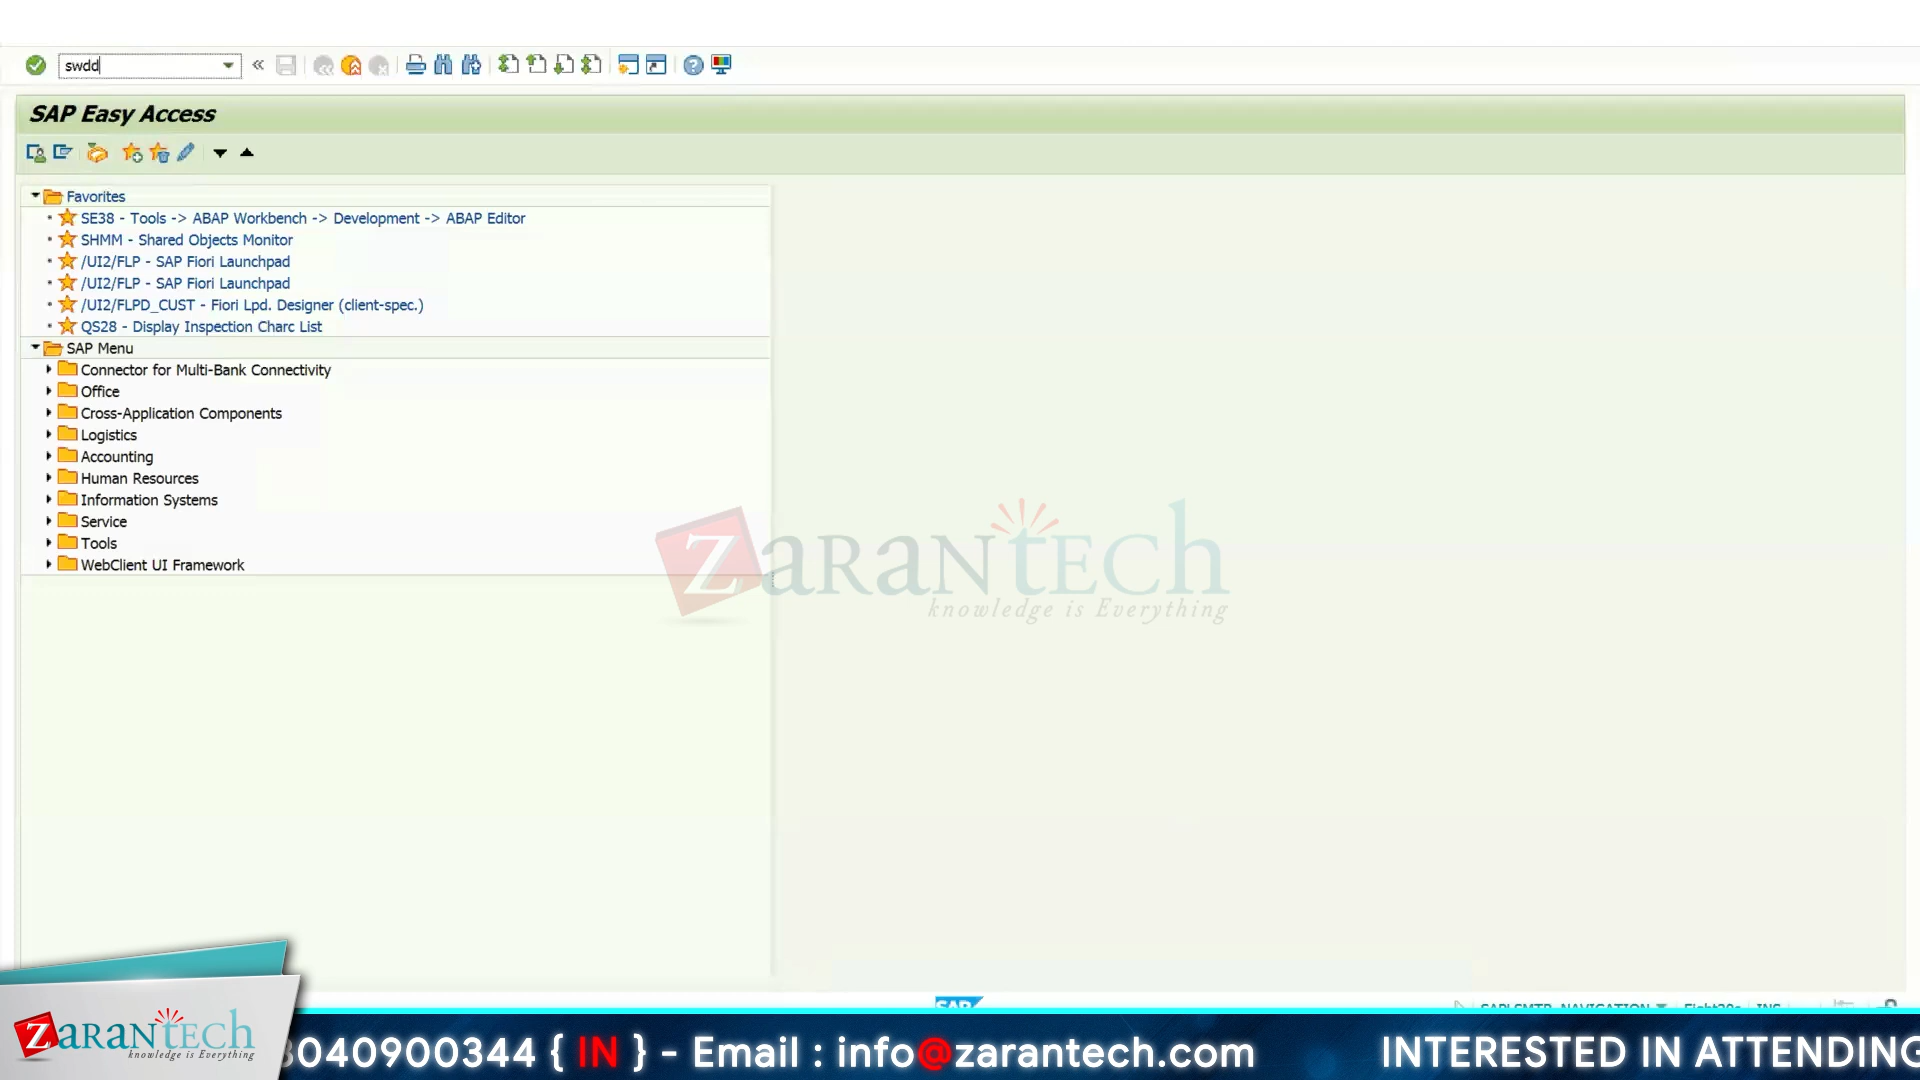 swdd
SAP Easy Access
Favorites
SE38 - Tools -> ABAP Workbench -> Development -> ABAP Editor
SHMM - Shared Objects Monitor
/UI2/FLP - SAP Fiori Launchpad
/UI2/FLP - SAP Fiori Launchpad
/UI2/FLPD_CUST - Fiori Lpd. Designer (client-spec.)
QS28 - Display Inspection Charc List
SAP Menu
Connector for Multi-Bank Connectivity
Office
Cross-Application Components
Logistics
Accounting
Human Resources
Information Systems
Service
Tools
WebClient UI Framework
ZaranTech
knowledge is Everything
SAP
ZaranTech
knowledge is Everything
040900344 { IN } - Email : info@zarantech.com
INTERESTED IN ATTENDING